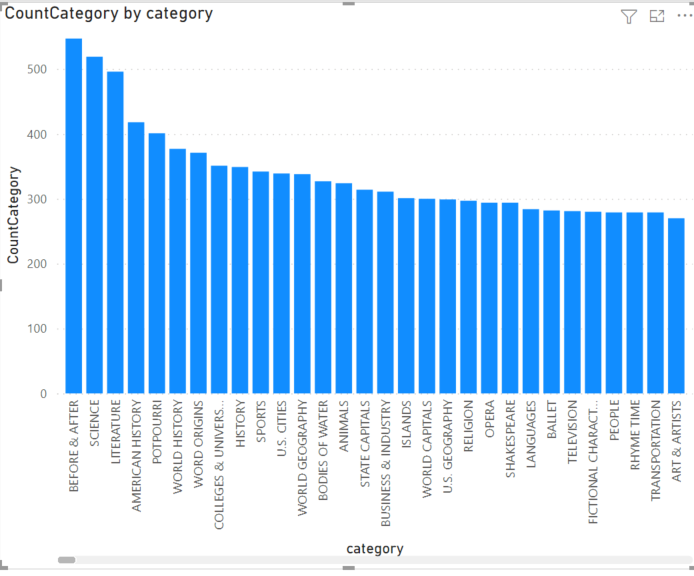 CountCategory by category
CountCategory
500
400
300
200
100
0
BEFORE & AFTER
SCIENCE
LITERATURE
AMERICAN HISTORY
POTPOURRI
WORLD HISTORY
WORD ORIGINS
COLLEGES & UNIVERS...
HISTORY
SPORTS
U.S. CITIES
WORLD GEOGRAPHY
BODIES OF WATER
ANIMALS
STATE CAPITALS
BUSINESS & INDUSTRY
ISLANDS
WORLD CAPITALS
U.S. GEOGRAPHY
RELIGION
OPERA
SHAKESPEARE
LANGUAGES
BALLET
TELEVISION
FICTIONAL CHARACT...
PEOPLE
RHYME TIME
TRANSPORTATION
ART & ARTISTS
category